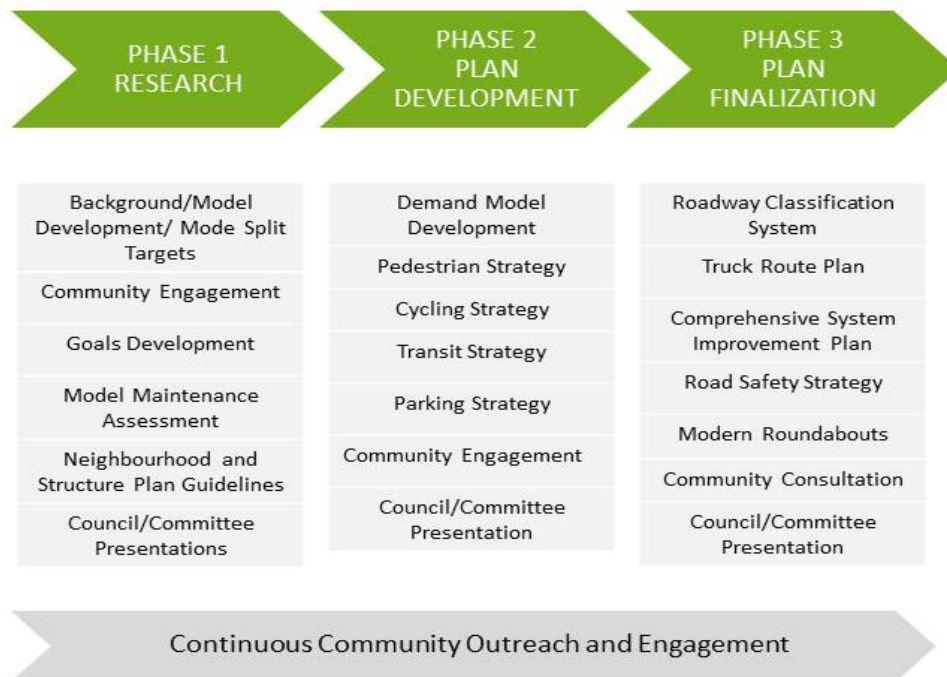 PHASE 1
RESEARCH
PHASE 2
PLAN
DEVELOPMENT
PHASE 3
PLAN
FINALIZATION
Background/Model
Development/ Mode Split
Targets
Community Engagement
Goals Development
Model Maintenance
Assessment
Neighbourhood and
Structure Plan Guidelines
Council/Committee
Presentations
Demand Model
Development
Pedestrian Strategy
Cycling Strategy
Transit Strategy
Parking Strategy
Community Engagement
Council/Committee
Presentation
Roadway Classification
System
Truck Route Plan
Comprehensive System
Improvement Plan
Road Safety Strategy
Modern Roundabouts
Community Consultation
Council/Committee
Presentation
Continuous Community Outreach and Engagement